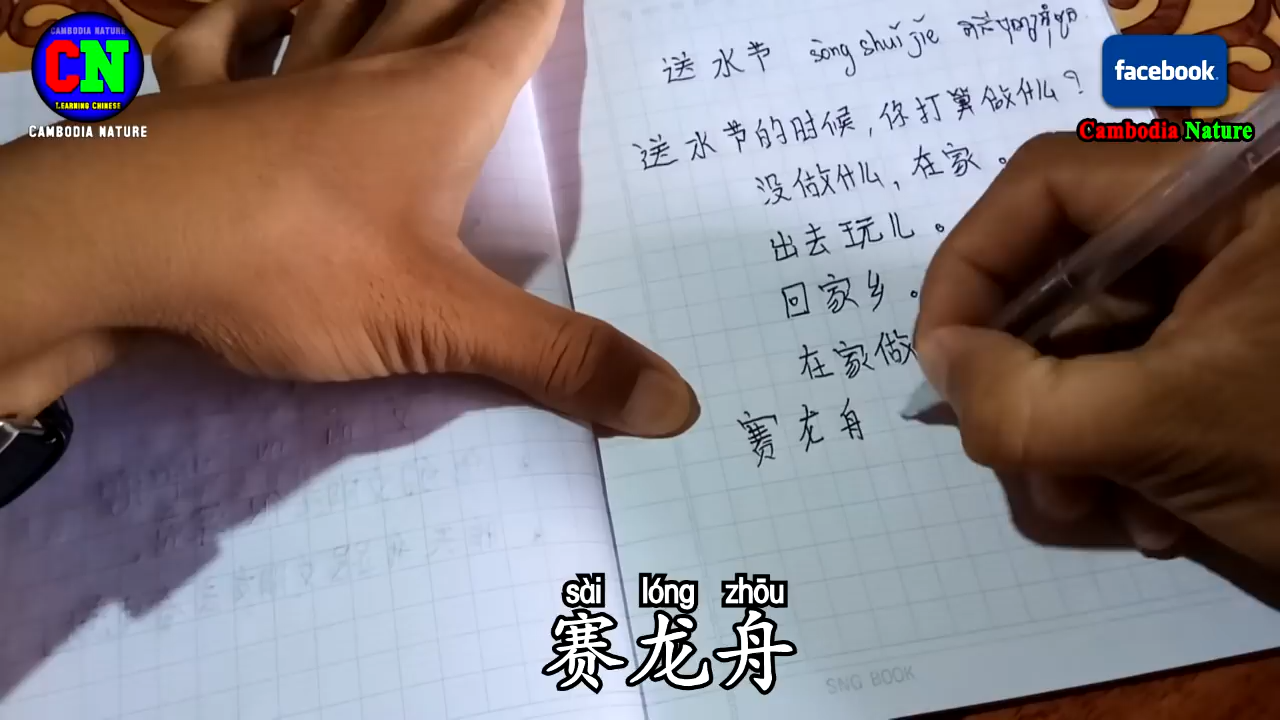 CAMBODIA NATURE
CN
LEARNING CHINESE
CAMBODIA NATURE
facebook
Cambodia Nature
送水节 sòng shuǐ jié
送水节的时候,你打算做什么?
没做什么,在家。
出去玩儿。
回家乡。
在家做
赛龙舟
sài lóng zhōu
赛龙舟
SNG BOOK